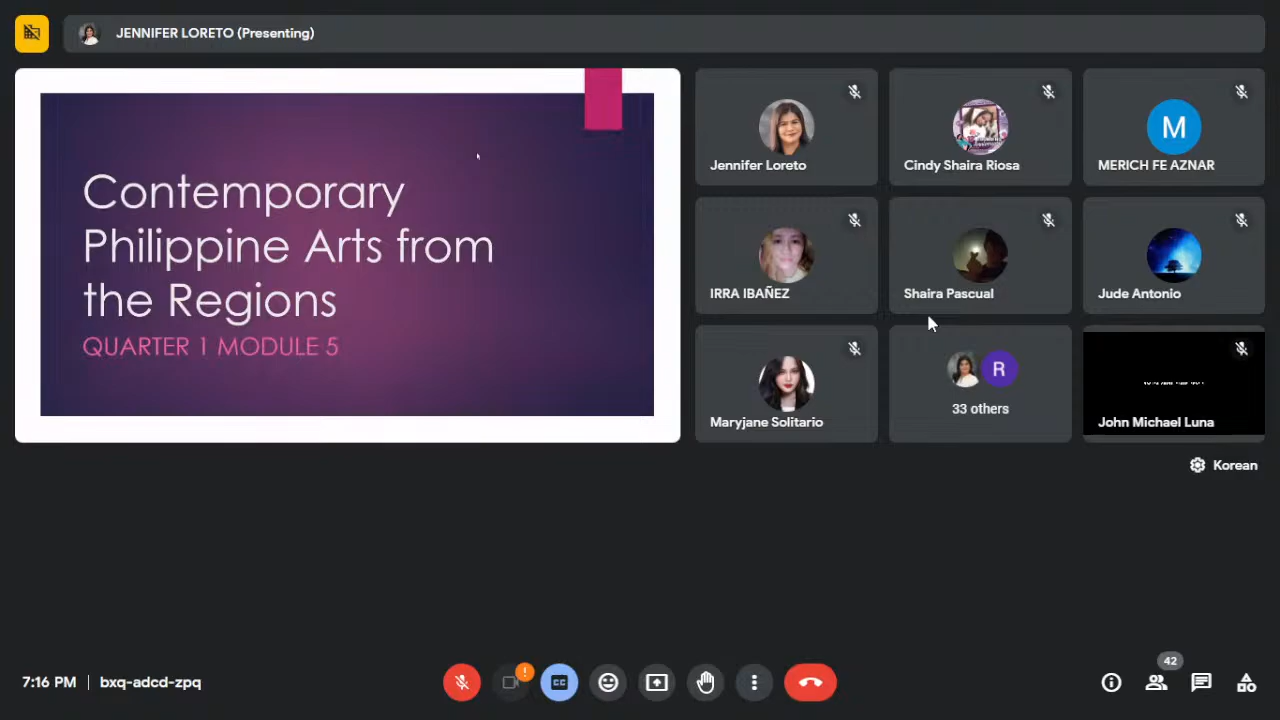 JENNIFER LORETO (Presenting)
Contemporary
Philippine Arts from
the Regions
QUARTER 1 MODULE 5
Jennifer Loreto
Cindy Shaira Riosa
M
MERICH FE AZNAR
IRRA IBAÑEZ
Shaira Pascual
Jude Antonio
Maryjane Solitario
R
33 others
John Michael Luna
Korean
7:16 PM | bxq-adcd-zpq
!
CC
42